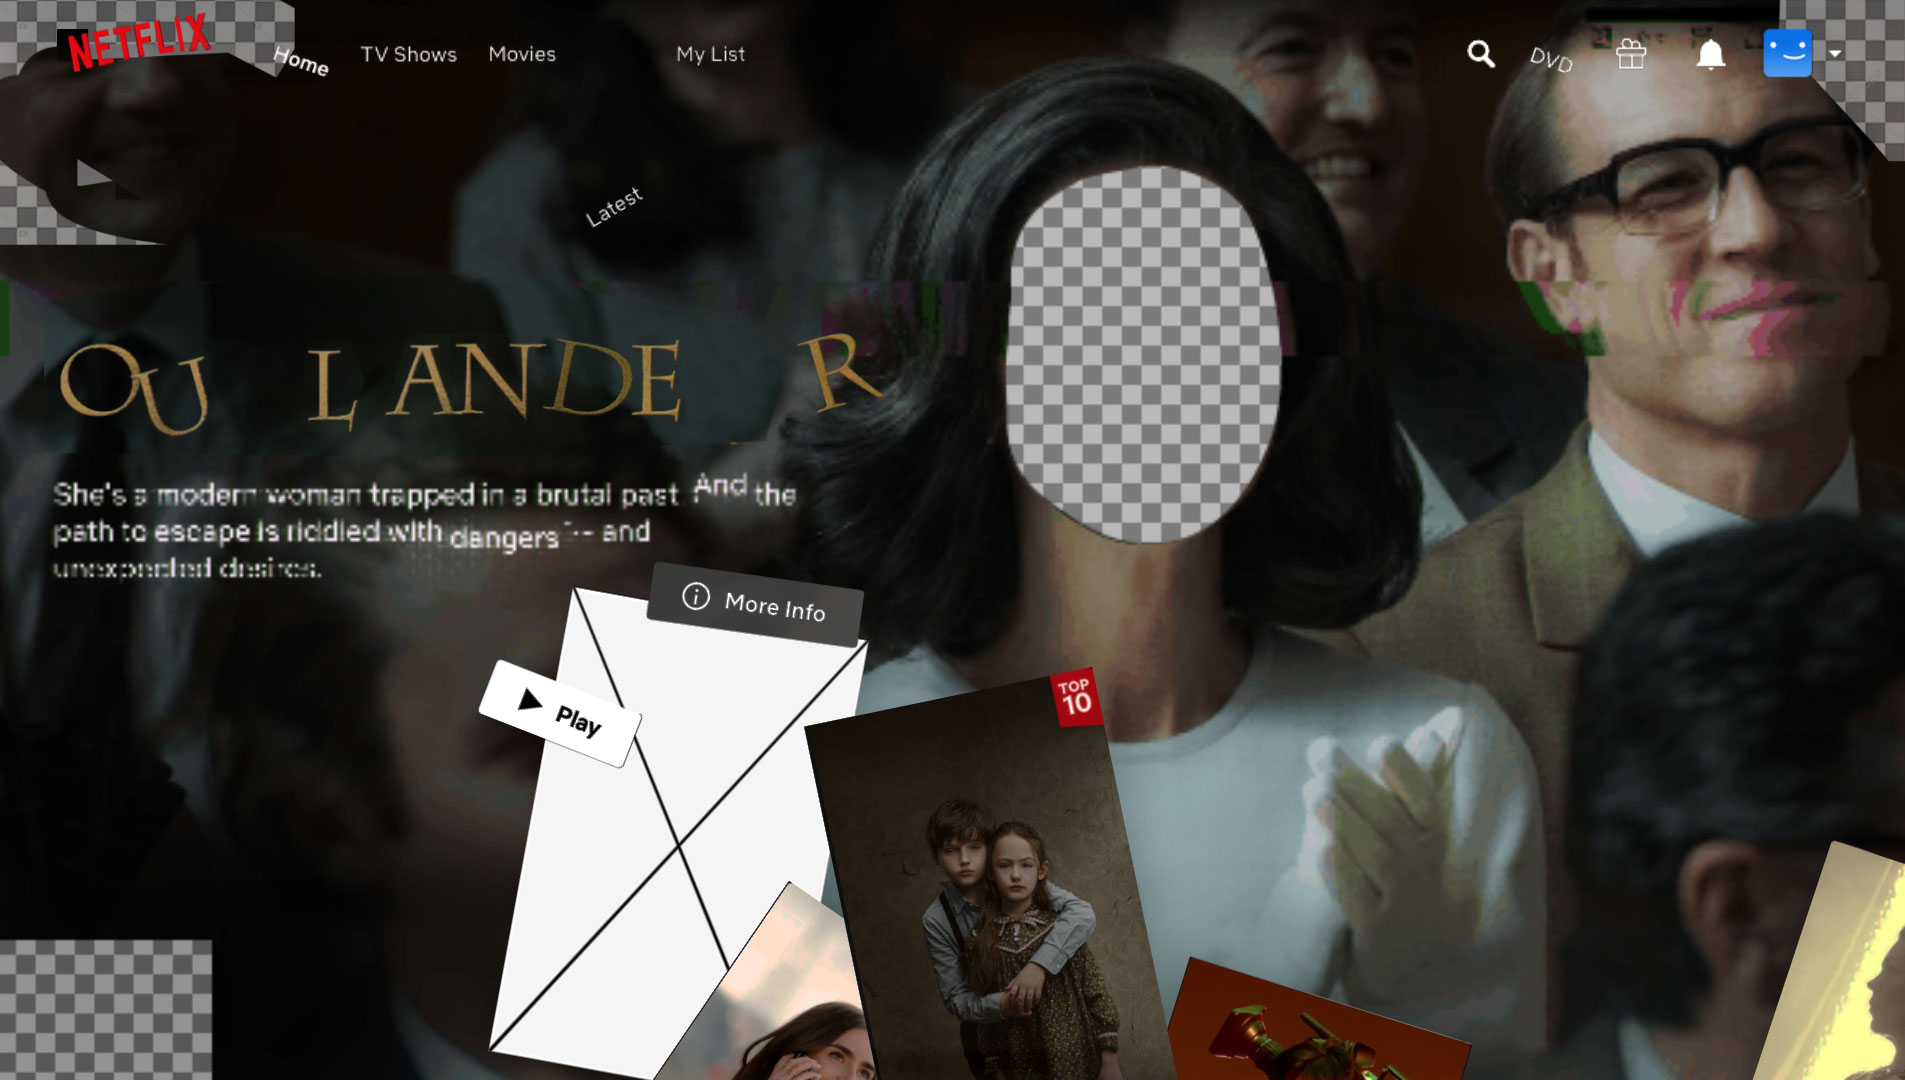 NETFLIX
Home TV Shows Movies My List DVD
Latest
OU L ANDE R
She's a modern woman trapped in a brutal past. And the
path to escape is riddled with dangers -- and
unexpected desires.
More Info
Play
TOP
10